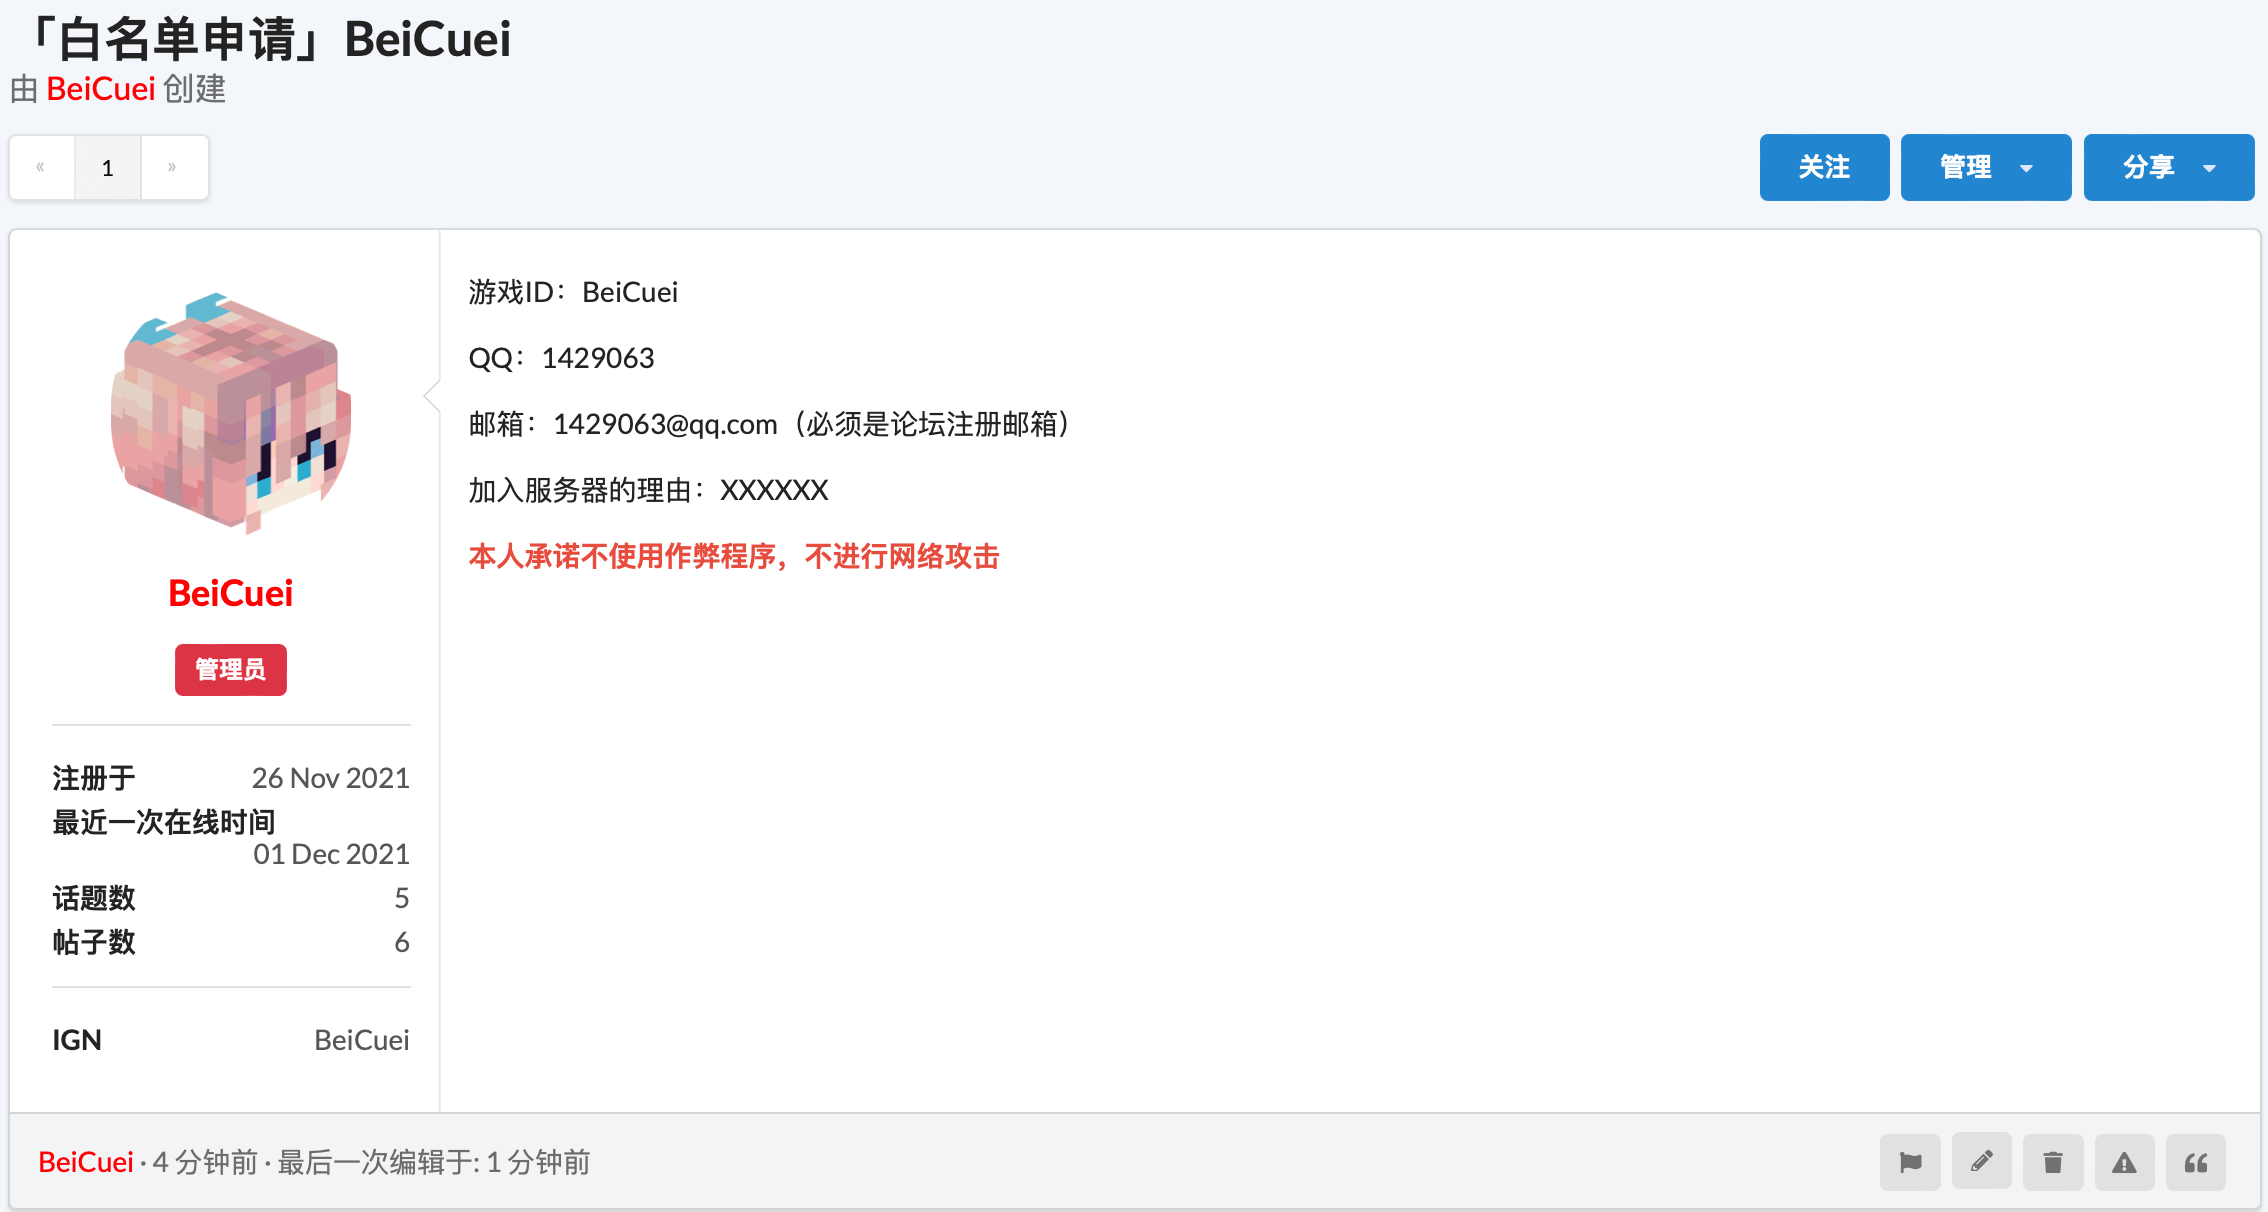 「白名单申请」BeiCuei
由 BeiCuei 创建
« 1 »
关注 管理 分享
游戏ID：BeiCuei
QQ：1429063
邮箱：1429063@qq.com（必须是论坛注册邮箱）
加入服务器的理由：XXXXXX
本人承诺不使用作弊程序，不进行网络攻击
BeiCuei
管理员
注册于 26 Nov 2021
最近一次在线时间
01 Dec 2021
话题数 5
帖子数 6
IGN BeiCuei
BeiCuei · 4 分钟前 · 最后一次编辑于: 1 分钟前